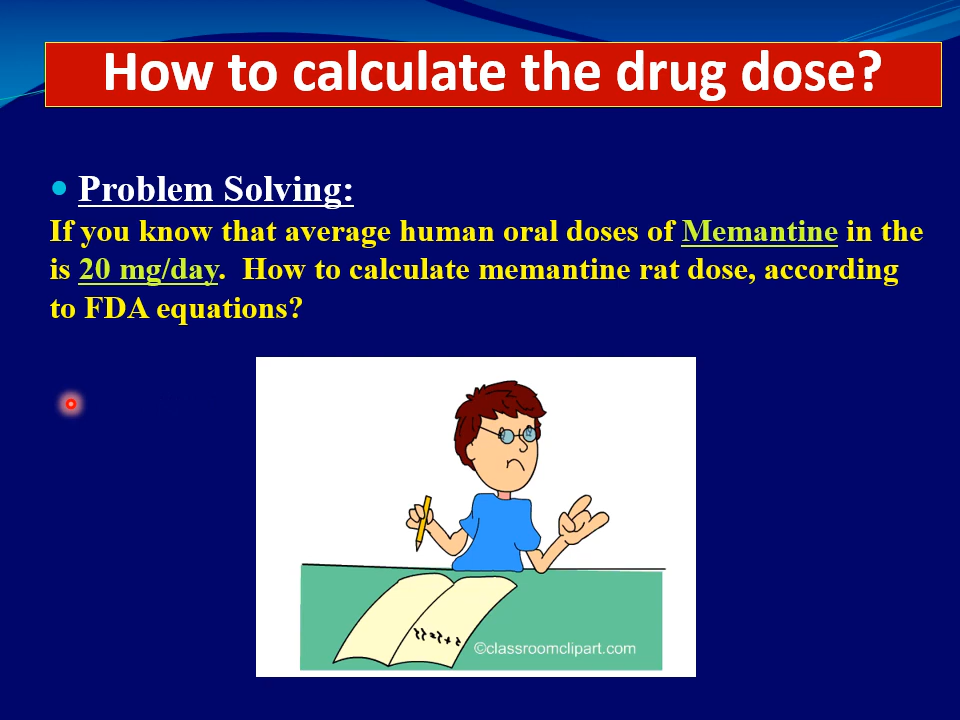 How to calculate the drug dose?
Problem Solving:
If you know that average human oral doses of Memantine in the
is 20 mg/day. How to calculate memantine rat dose, according
to FDA equations?
©classroomclipart.com